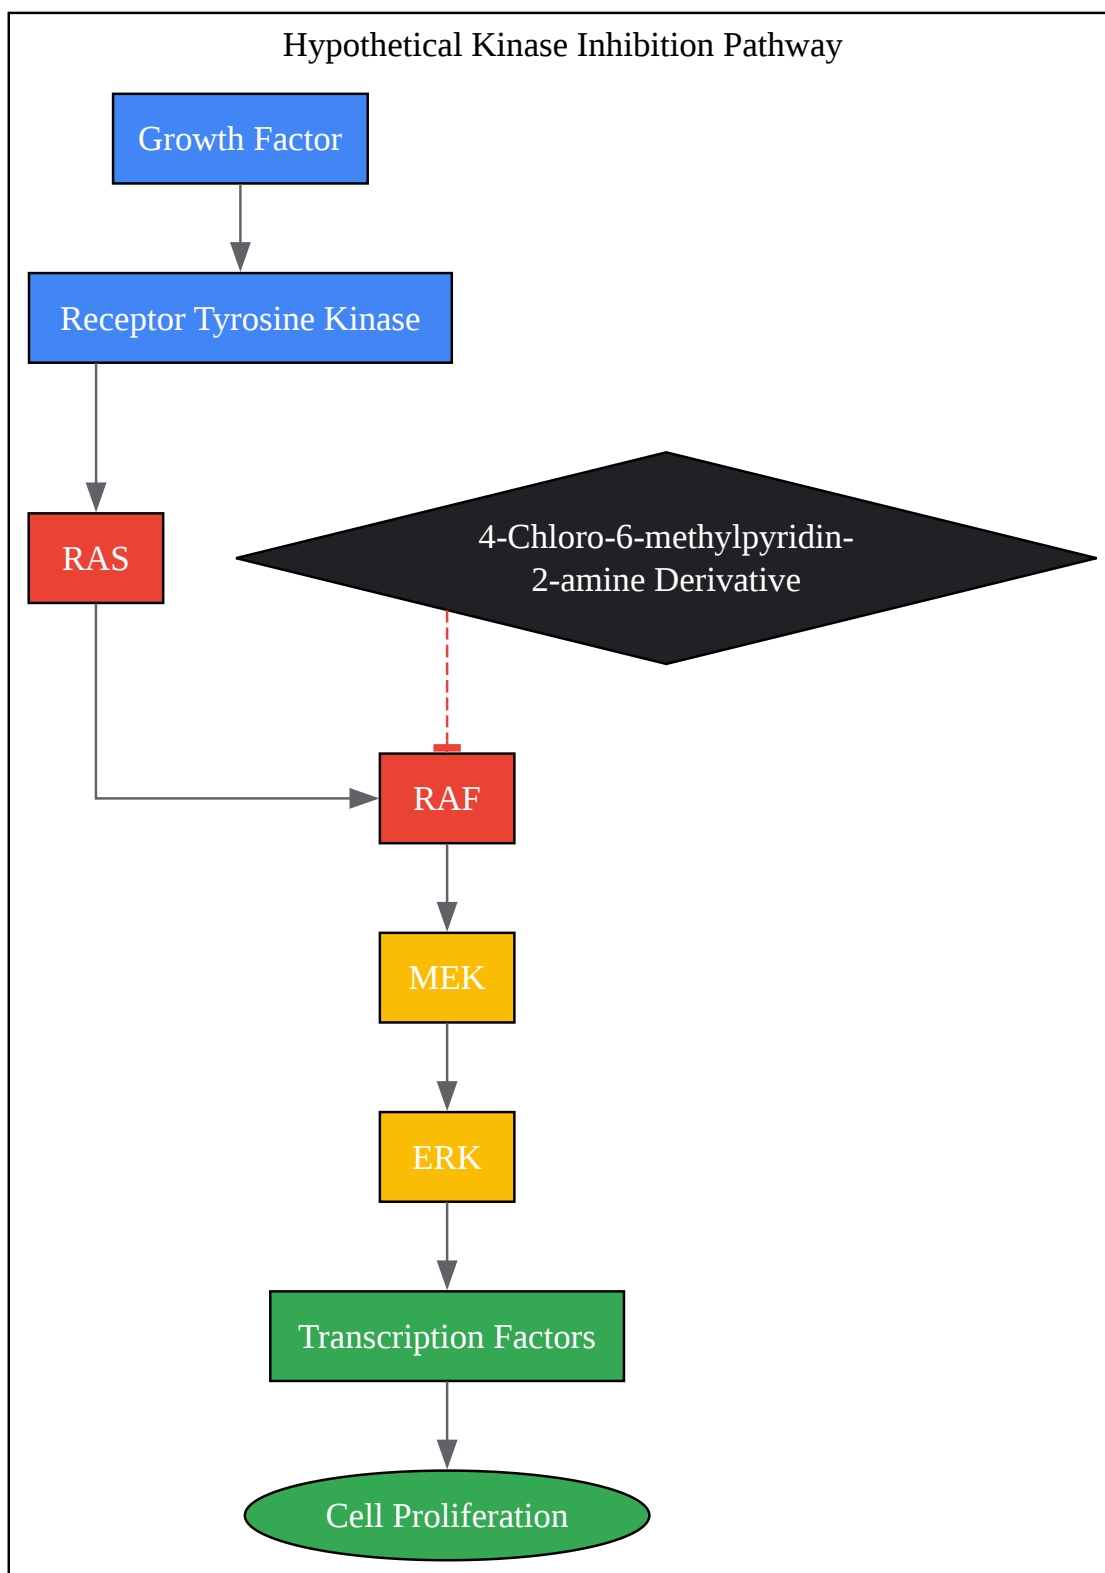 Hypothetical Kinase Inhibition Pathway
Growth Factor
Receptor Tyrosine Kinase
RAS
4-Chloro-6-methylpyridin-
2-amine Derivative
RAF
MEK
ERK
Transcription Factors
Cell Proliferation